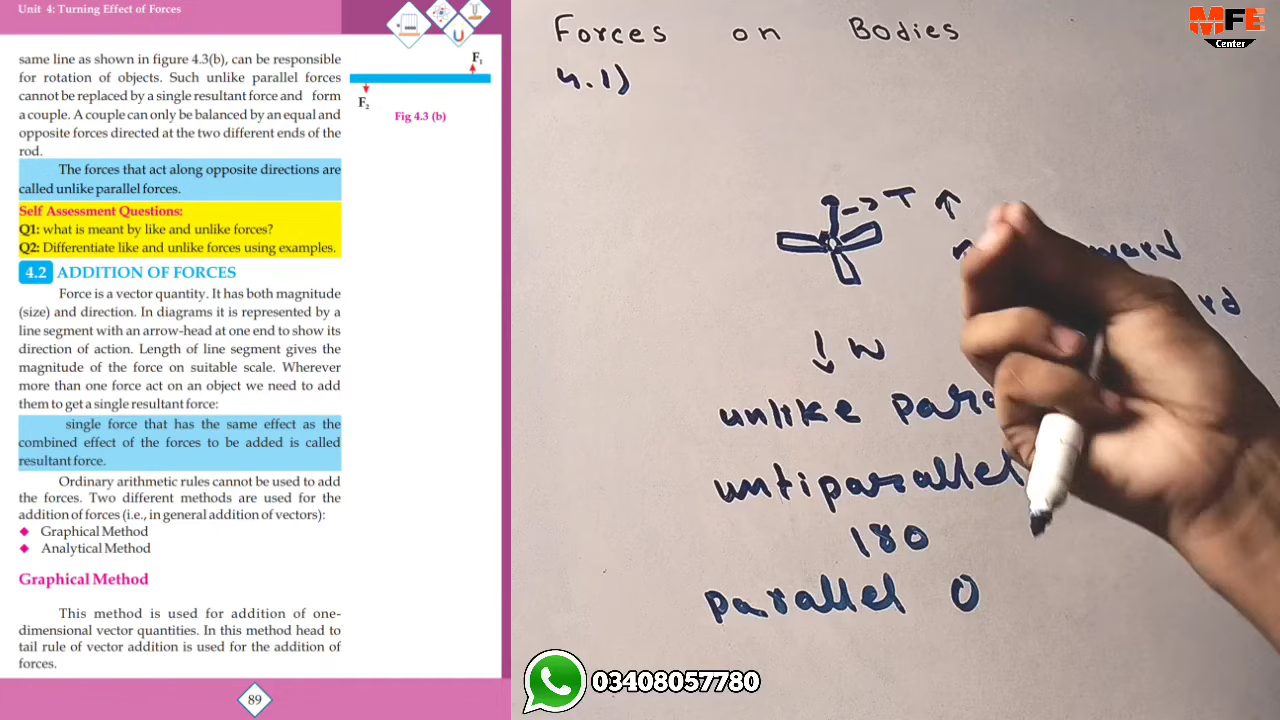 Unit 4: Turning Effect of Forces
same line as shown in figure 4.3(b), can be responsible
for rotation of objects. Such unlike parallel forces
cannot be replaced by a single resultant force and form
a couple. A couple can only be balanced by an equal and
opposite forces directed at the two different ends of the
rod.
The forces that act along opposite directions are
called unlike parallel forces.
Self Assessment Questions:
Q1: what is meant by like and unlike forces?
Q2: Differentiate like and unlike forces using examples.
4.2 ADDITION OF FORCES
Force is a vector quantity. It has both magnitude
(size) and direction. In diagrams it is represented by a
line segment with an arrow-head at one end to show its
direction of action. Length of line segment gives the
magnitude of the force on suitable scale. Wherever
more than one force act on an object we need to add
them to get a single resultant force:
single force that has the same effect as the
combined effect of the forces to be added is called
resultant force.
Ordinary arithmetic rules cannot be used to add
the forces. Two different methods are used for the
addition of forces (i.e., in general addition of vectors):
Graphical Method
Analytical Method
Graphical Method
This method is used for addition of one-
dimensional vector quantities. In this method head to
tail rule of vector addition is used for the addition of
forces.
89
F₁
F₂
Fig 4.3 (b)
Forces on Bodies
4.1)
T
W
unlike
untiparallel
180
parallel 0
MFE
Center
03408057780